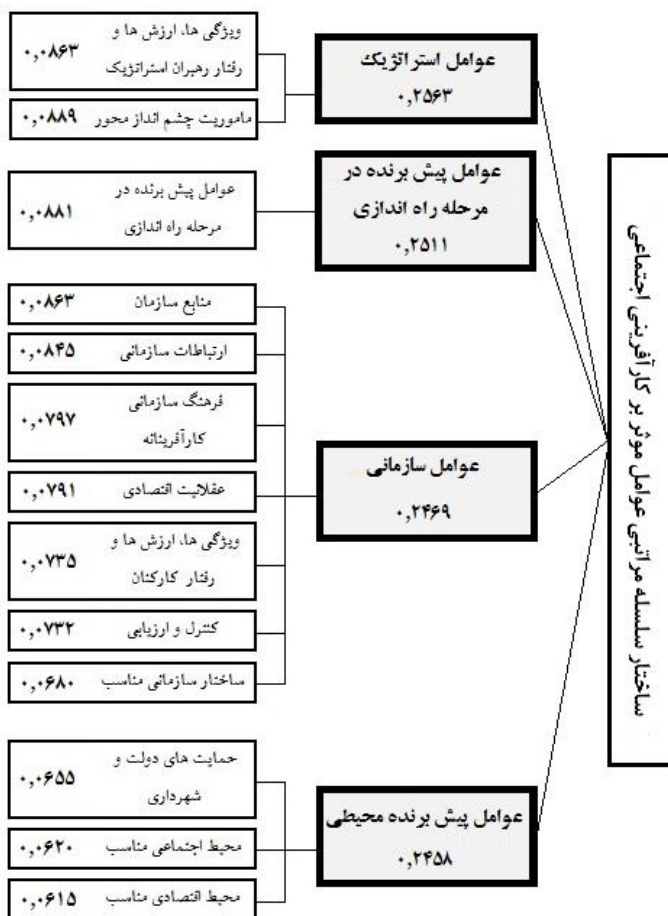 ساختار سلسله مراتبی عوامل موثر بر کارآفرینی اجتماعی
عوامل استراتژیک
۰,۲۵۶۳
ویژگی ها، ارزش ها و
رفتار رهبران استراتژیک
۰,۰۸۶۳
ماموریت چشم انداز محور ۰,۰۸۸۹
عوامل پیش برنده در
مرحله راه اندازی
۰,۲۵۱۱
عوامل پیش برنده در
مرحله راه اندازی
۰,۰۸۸۱
عوامل سازمانی
۰,۲۴۶۹
منابع سازمان ۰,۰۸۶۳
ارتباطات سازمانی ۰,۰۸۴۵
فرهنگ سازمانی
کارآفرینانه
۰,۰۷۹۷
عقلانیت اقتصادی ۰,۰۷۹۱
ویژگی ها، ارزش ها و
رفتار کارکنان
۰,۰۷۳۵
کنترل و ارزیابی ۰,۰۷۳۲
ساختار سازمانی مناسب ۰,۰۶۸۰
عوامل پیش برنده محیطی
۰,۲۴۵۸
حمایت های دولت و
شهرداری
۰,۰۶۵۵
محیط اجتماعی مناسب ۰,۰۶۲۰
محیط اقتصادی مناسب ۰,۰۶۱۵